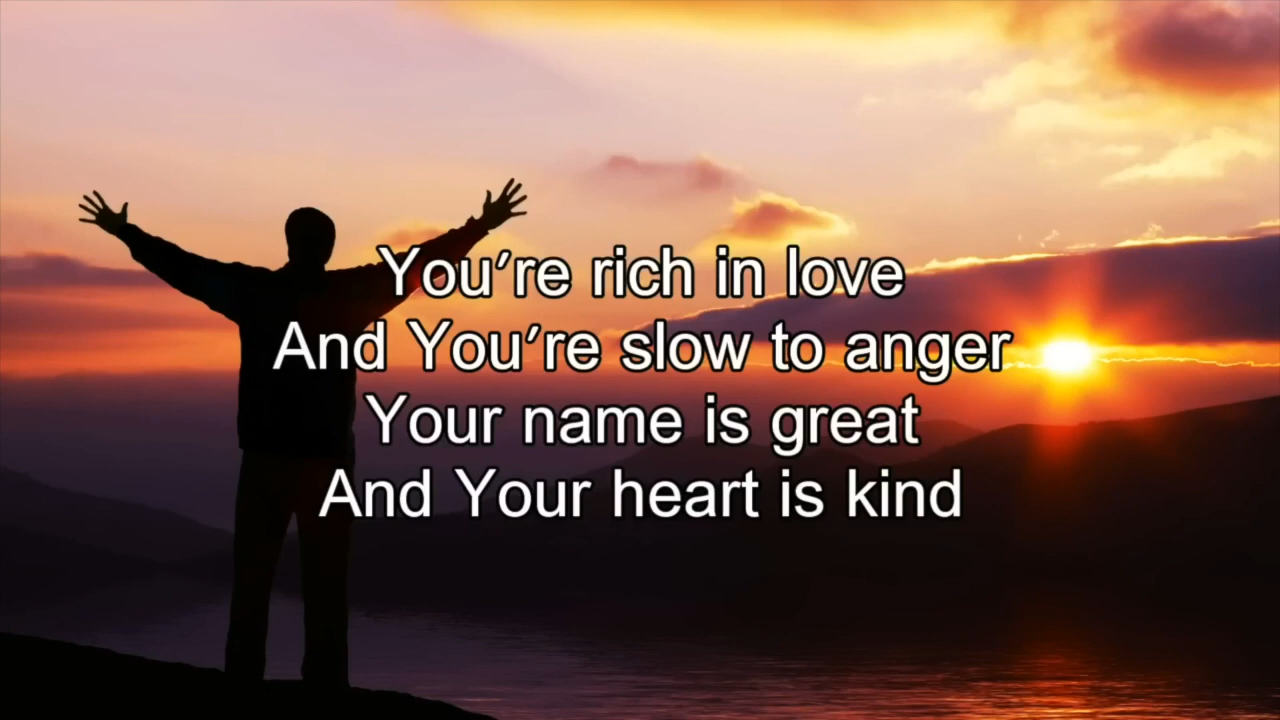 You're rich in love
And You're slow to anger
Your name is great
And Your heart is kind